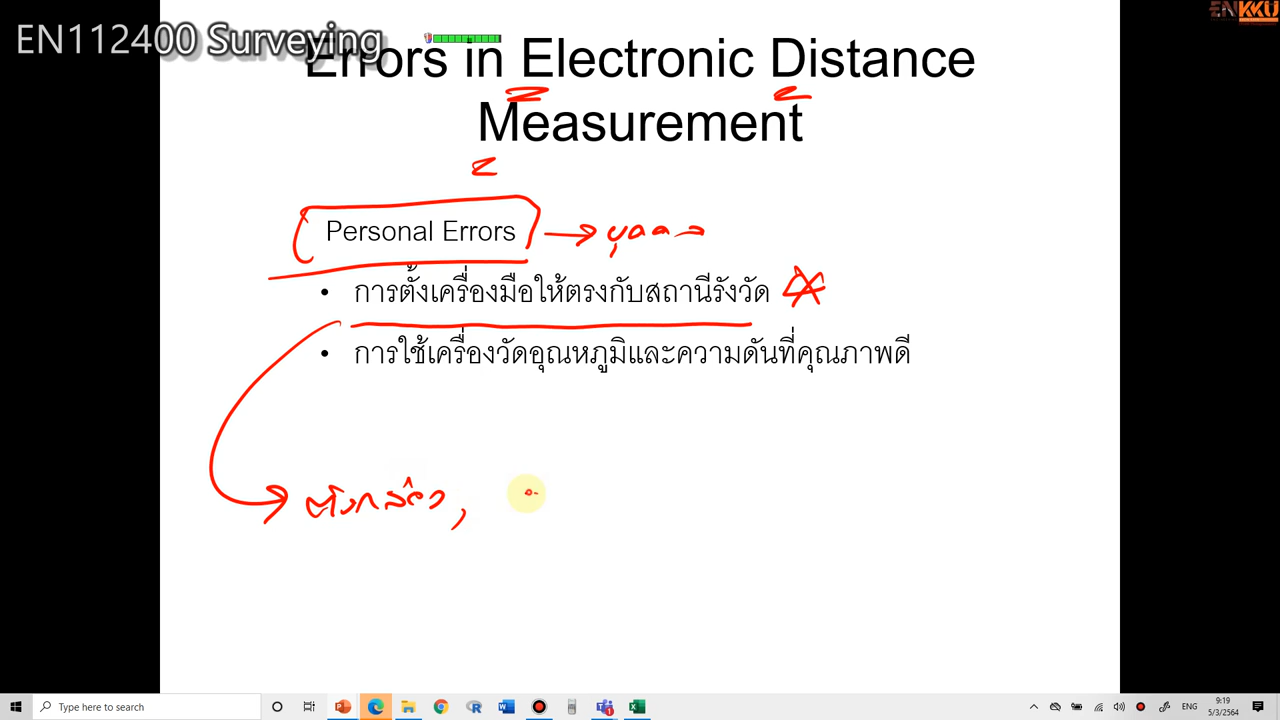 EN112400 Surveying
ENKKU
Errors in Electronic Distance
Measurement
Personal Errors → บุคคล
• การตั้งเครื่องมือให้ตรงกับสถานีรังวัด
• การใช้เครื่องวัดอุณหภูมิและความดันที่คุณภาพดี
ตั้งกล้อง,
Type here to search
ENG
9:19
5/3/2564